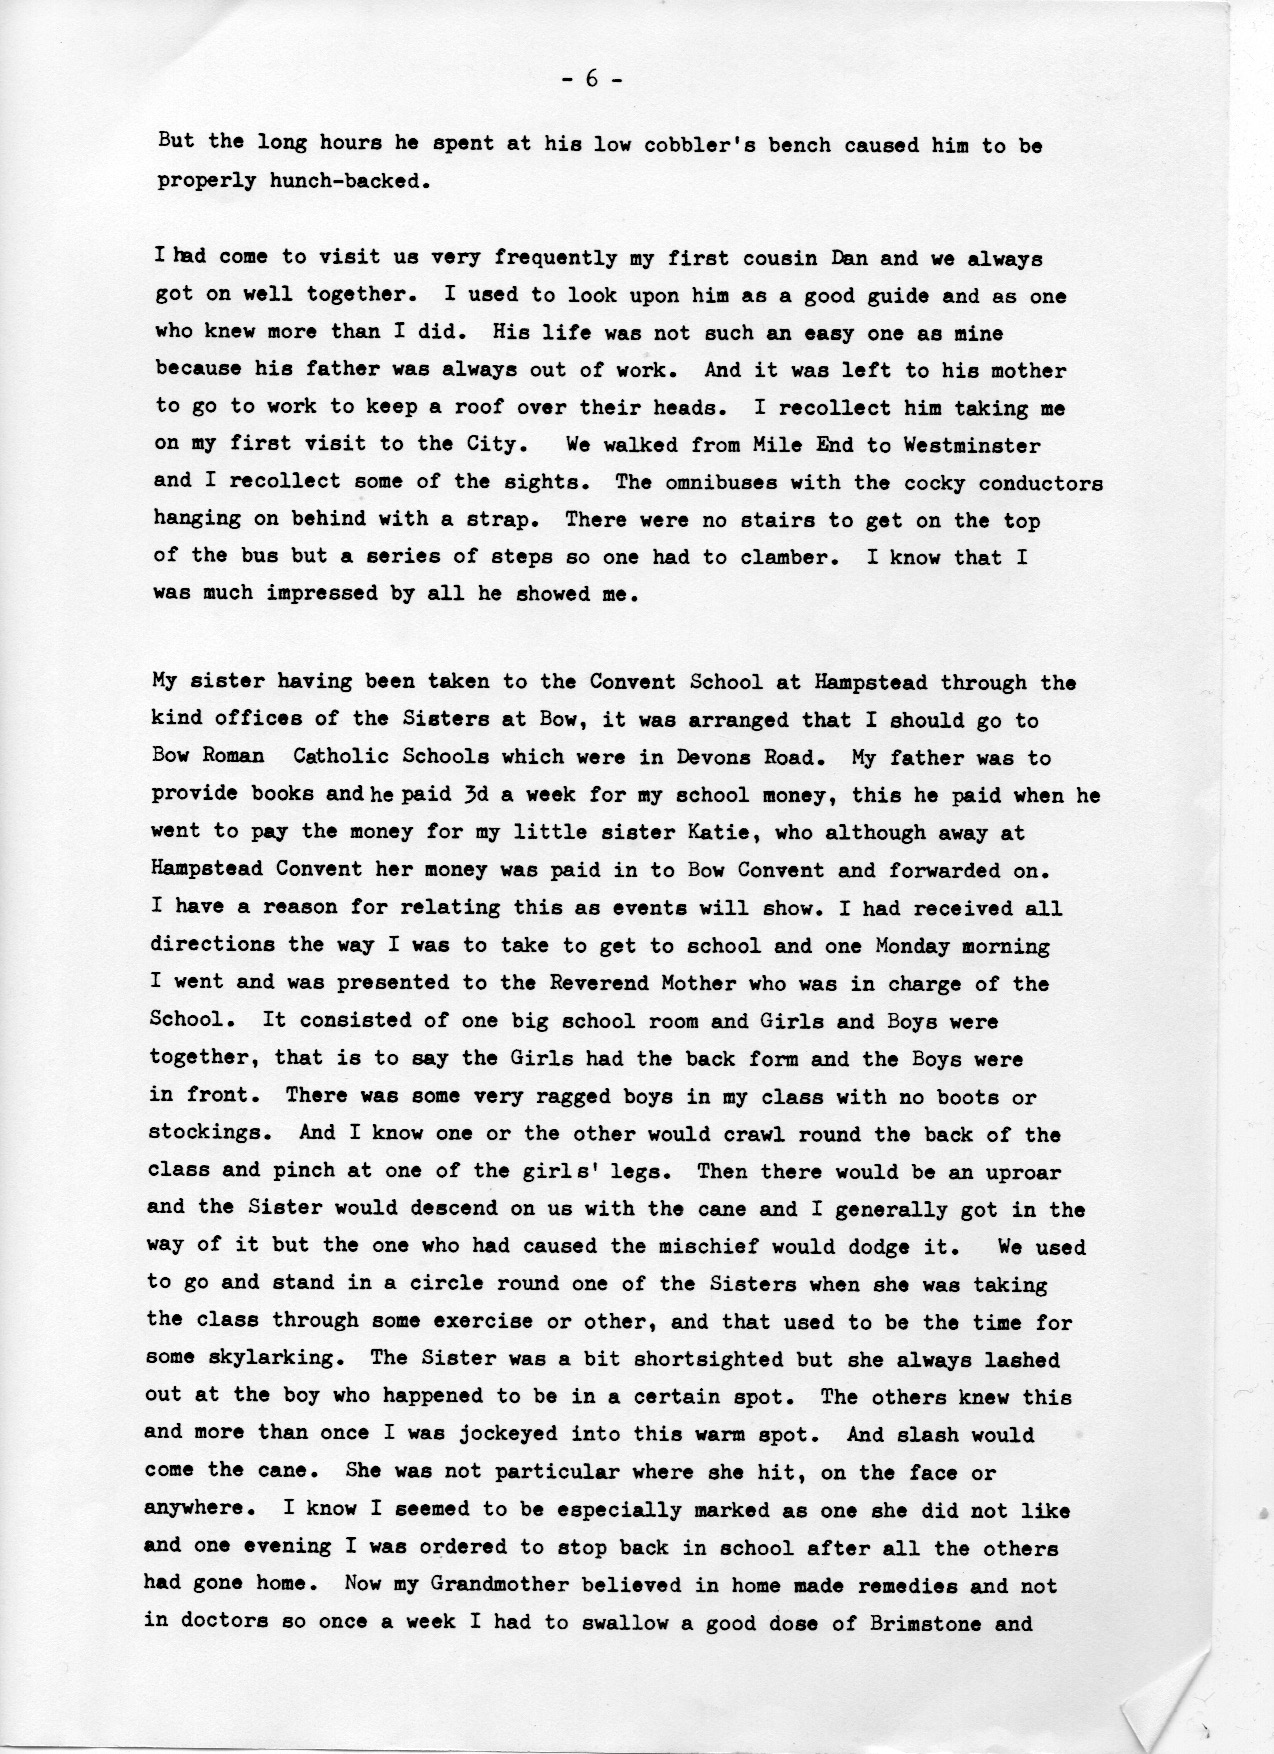 - 6 -
But the long hours he spent at his low cobbler's bench caused him to be
properly hunch-backed.
I had come to visit us very frequently my first cousin Dan and we always
got on well together. I used to look upon him as a good guide and as one
who knew more than I did. His life was not such an easy one as mine
because his father was always out of work. And it was left to his mother
to go to work to keep a roof over their heads. I recollect him taking me
on my first visit to the City. We walked from Mile End to Westminster
and I recollect some of the sights. The omnibuses with the cocky conductors
hanging on behind with a strap. There were no stairs to get on the top
of the bus but a series of steps so one had to clamber. I know that I
was much impressed by all he showed me.
My sister having been taken to the Convent School at Hampstead through the
kind offices of the Sisters at Bow, it was arranged that I should go to
Bow Roman Catholic Schools which were in Devons Road. My father was to
provide books and he paid 3d a week for my school money, this he paid when he
went to pay the money for my little sister Katie, who although away at
Hampstead Convent her money was paid in to Bow Convent and forwarded on.
I have a reason for relating this as events will show. I had received all
directions the way I was to take to get to school and one Monday morning
I went and was presented to the Reverend Mother who was in charge of the
School. It consisted of one big school room and Girls and Boys were
together, that is to say the Girls had the back form and the Boys were
in front. There was some very ragged boys in my class with no boots or
stockings. And I know one or the other would crawl round the back of the
class and pinch at one of the girls' legs. Then there would be an uproar
and the Sister would descend on us with the cane and I generally got in the
way of it but the one who had caused the mischief would dodge it. We used
to go and stand in a circle round one of the Sisters when she was taking
the class through some exercise or other, and that used to be the time for
some skylarking. The Sister was a bit shortsighted but she always lashed
out at the boy who happened to be in a certain spot. The others knew this
and more than once I was jockeyed into this warm spot. And slash would
come the cane. She was not particular where she hit, on the face or
anywhere. I know I seemed to be especially marked as one she did not like
and one evening I was ordered to stop back in school after all the others
had gone home. Now my Grandmother believed in home made remedies and not
in doctors so once a week I had to swallow a good dose of Brimstone and